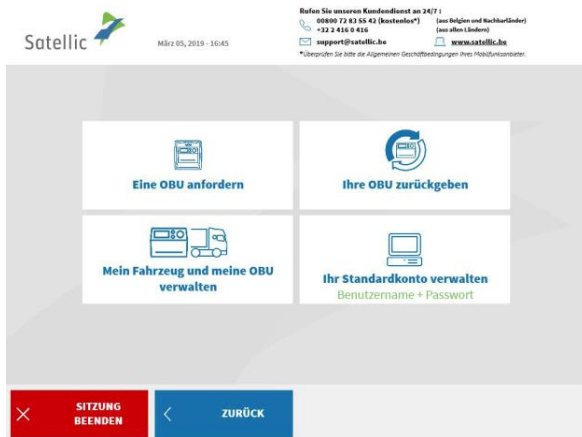 Satellic
März 05, 2019 - 16:45
Rufen Sie unseren Kundendienst an 24/7 :
00800 72 83 55 42 (kostenlos*) (aus Belgien und Nachbarländer)
+32 2 416 0 416 (aus allen Ländern)
support@satellic.be www.satellic.be
*Überprüfen Sie bitte die Allgemeinen Geschäftbedingungen Ihres Mobilfunkanbieter.
Eine OBU anfordern
Ihre OBU zurückgeben
Mein Fahrzeug und meine OBU
verwalten
Ihr Standardkonto verwalten
Benutzername + Passwort
SITZUNG
BEENDEN
ZURÜCK